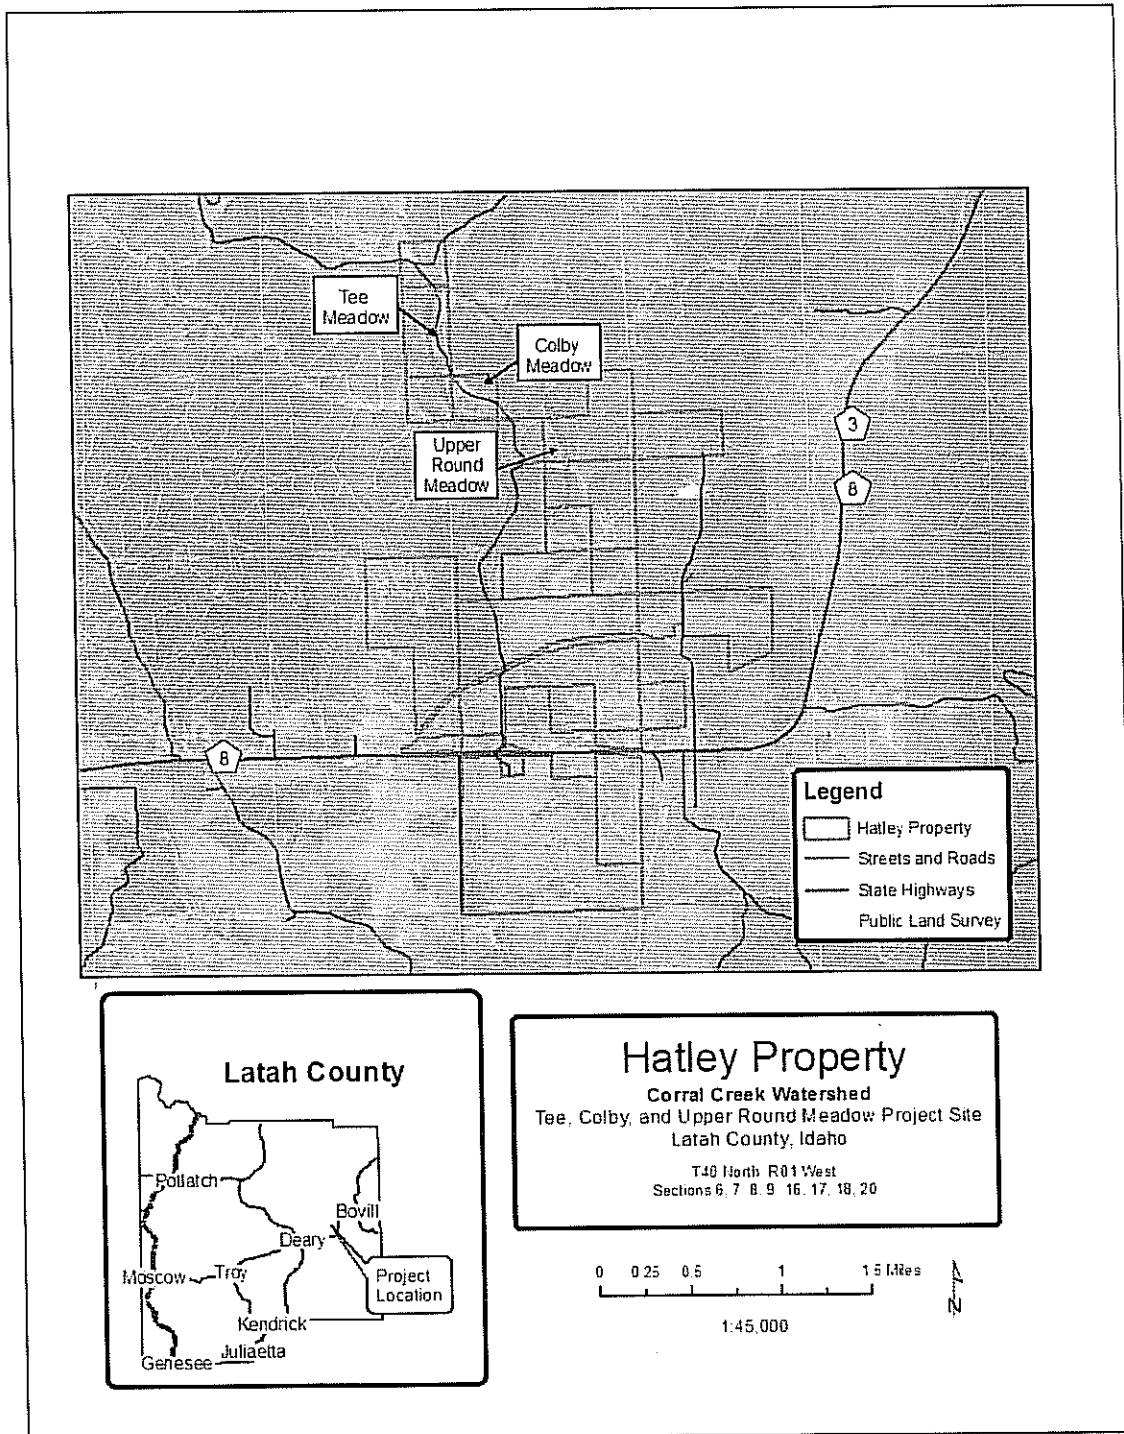 Tee
Meadow
Colby
Meadow
Upper
Round
Meadow
3
8
8
Legend
Hatley Property
Streets and Roads
State Highways
Public Land Survey
Latah County
Pollatch
Bovill
Deary
Moscow
Troy
Project
Location
Kendrick
Juliaetta
Genesee
Hatley Property
Corral Creek Watershed
Tee, Colby, and Upper Round Meadow Project Site
Latah County, Idaho
T40 North R01 West
Sections 6, 7 8, 9 16, 17, 18, 20
0 0.25 0.5 1 1.5 Miles
1:45,000
N